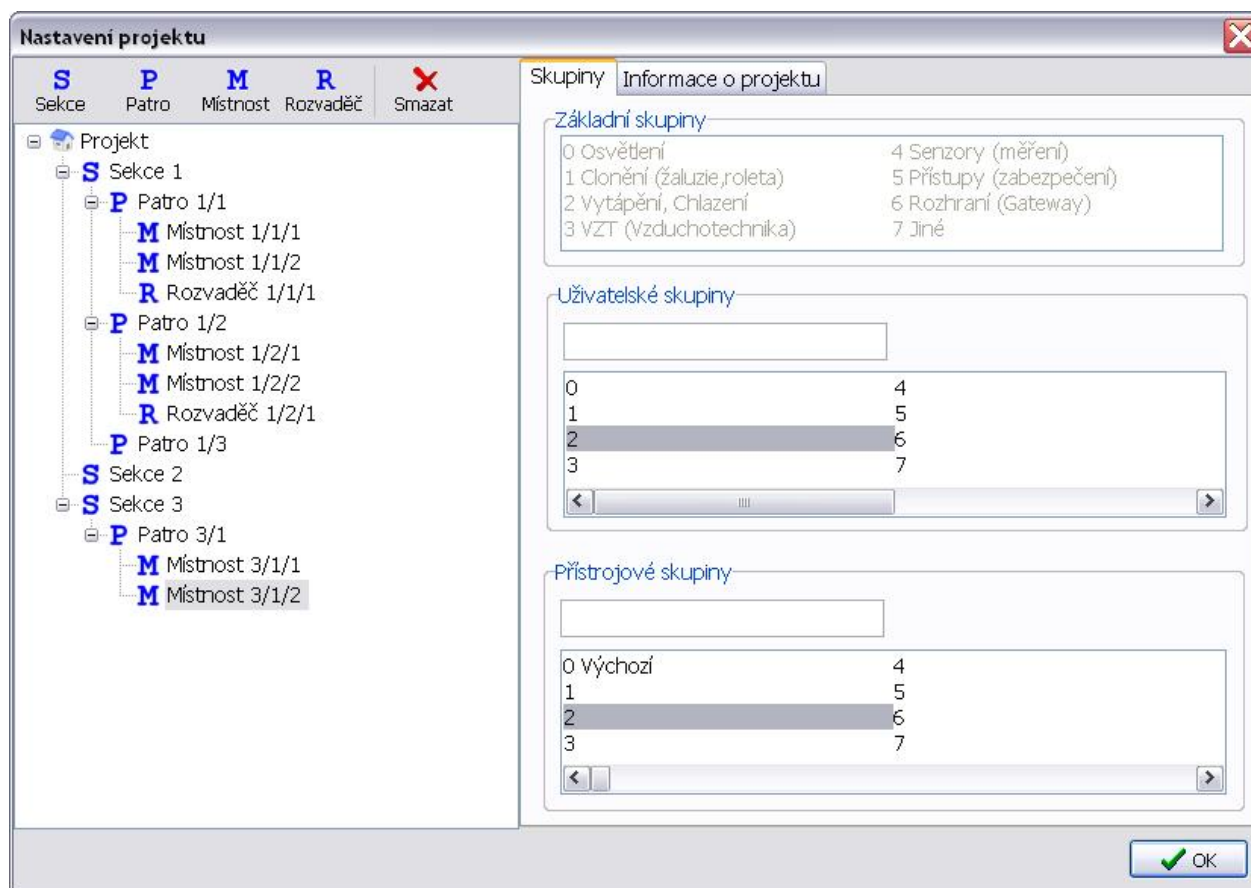 Nastavení projektu
S P M R
Sekce Patro Místnost Rozvaděč Smazat
Projekt
S Sekce 1
P Patro 1/1
M Místnost 1/1/1
M Místnost 1/1/2
R Rozvaděč 1/1/1
P Patro 1/2
M Místnost 1/2/1
M Místnost 1/2/2
R Rozvaděč 1/2/1
P Patro 1/3
S Sekce 2
S Sekce 3
P Patro 3/1
M Místnost 3/1/1
M Místnost 3/1/2
Skupiny Informace o projektu
Základní skupiny
0 Osvětlení 4 Senzory (měření)
1 Clonění (žaluzie,roleta) 5 Přístupy (zabezpečení)
2 Vytápění, Chlazení 6 Rozhraní (Gateway)
3 VZT (Vzduchotechnika) 7 Jiné
Uživatelské skupiny
0 4
1 5
2 6
3 7
Přístrojové skupiny
0 Výchozí 4
1 5
2 6
3 7
OK